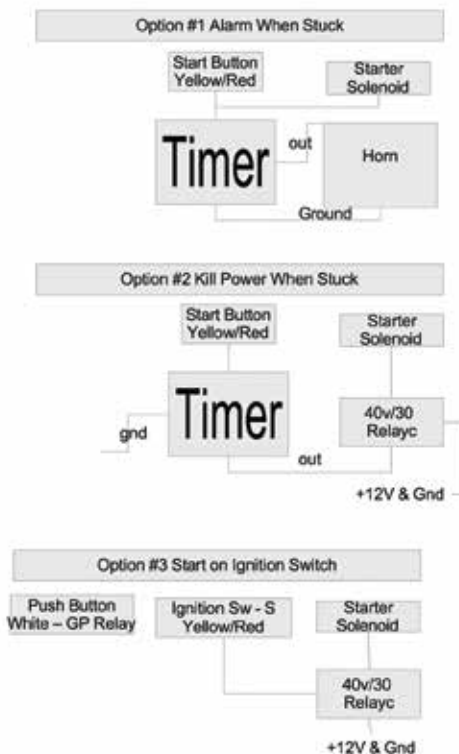 Option #1 Alarm When Stuck
Start Button
Yellow/Red
Starter
Solenoid
Timer
out
Horn
Ground
Option #2 Kill Power When Stuck
Start Button
Yellow/Red
Starter
Solenoid
Timer
40v/30
Relayc
gnd
out
+12V & Gnd
Option #3 Start on Ignition Switch
Push Button
White – GP Relay
Ignition Sw - S
Yellow/Red
Starter
Solenoid
40v/30
Relayc
+12V & Gnd